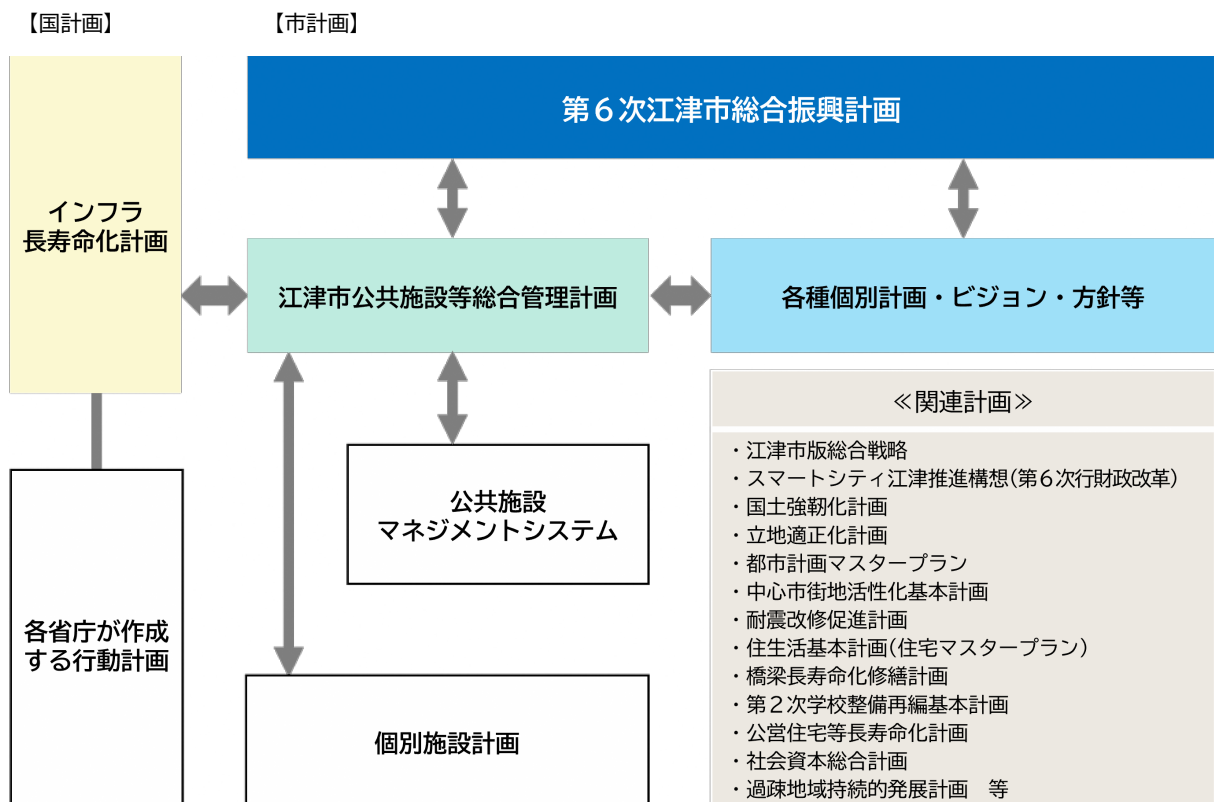 【国計画】
【市計画】
第６次江津市総合振興計画
インフラ
長寿命化計画
江津市公共施設等総合管理計画
各種個別計画・ビジョン・方針等
公共施設
マネジメントシステム
各省庁が作成
する行動計画
個別施設計画
≪関連計画≫
・江津市版総合戦略
・スマートシティ江津推進構想(第６次行財政改革)
・国土強靭化計画
・立地適正化計画
・都市計画マスタープラン
・中心市街地活性化基本計画
・耐震改修促進計画
・住生活基本計画(住宅マスタープラン)
・橋梁長寿命化修繕計画
・第２次学校整備再編基本計画
・公営住宅等長寿命化計画
・社会資本総合計画
・過疎地域持続的発展計画　等